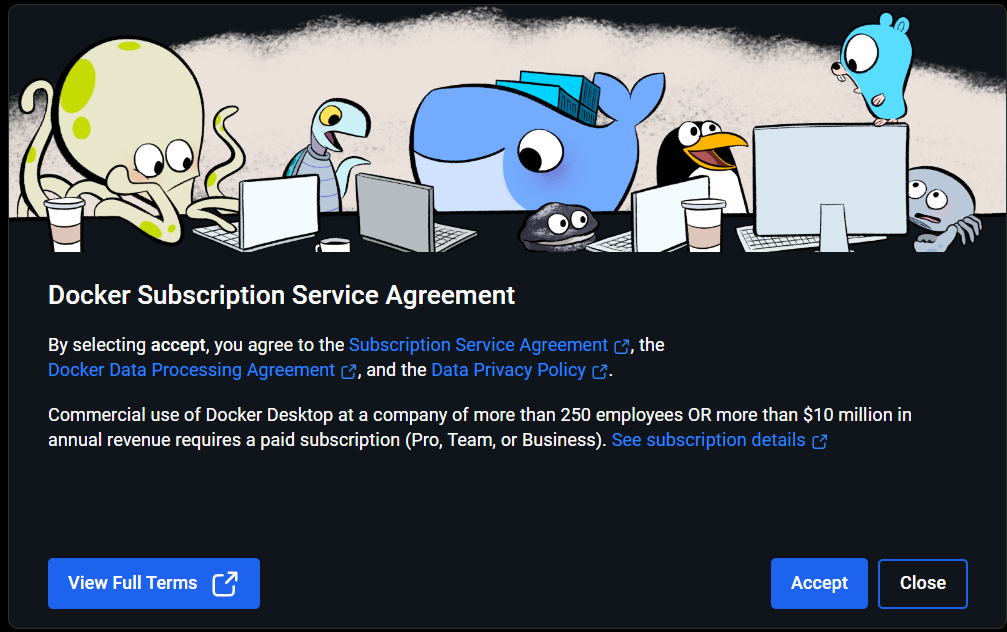 Docker Subscription Service Agreement
By selecting accept, you agree to the Subscription Service Agreement, the
Docker Data Processing Agreement, and the Data Privacy Policy.
Commercial use of Docker Desktop at a company of more than 250 employees OR more than $10 million in
annual revenue requires a paid subscription (Pro, Team, or Business). See subscription details
View Full Terms
Accept
Close